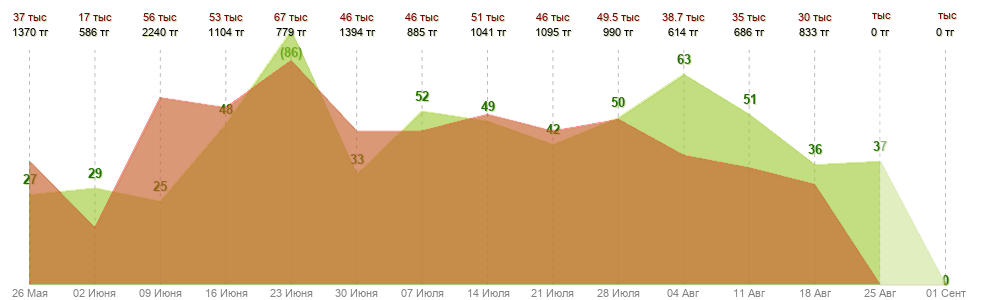 37 тыс 17 тыс 56 тыс 53 тыс 67 тыс 46 тыс 46 тыс 51 тыс 46 тыс 49.5 тыс 38.7 тыс 35 тыс 30 тыс тыс тыс
1370 тг 586 тг 2240 тг 1104 тг 779 тг 1394 тг 885 тг 1041 тг 1095 тг 990 тг 614 тг 686 тг 833 тг 0 тг 0 тг
27 29 25 48 (86) 33 52 49 42 50 63 51 36 37 0
26 Мая 02 Июня 09 Июня 16 Июня 23 Июня 30 Июня 07 Июля 14 Июля 21 Июля 28 Июля 04 Авг 11 Авг 18 Авг 25 Авг 01 Сент